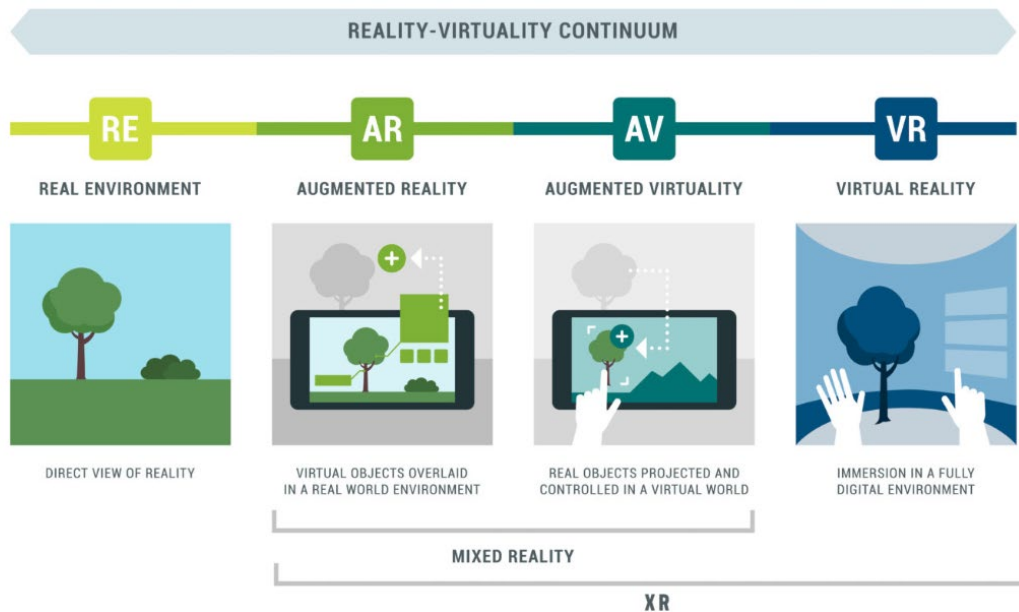 REALITY-VIRTUALITY CONTINUUM
RE
AR
AV
VR
REAL ENVIRONMENT
AUGMENTED REALITY
AUGMENTED VIRTUALITY
VIRTUAL REALITY
DIRECT VIEW OF REALITY
VIRTUAL OBJECTS OVERLAID
IN A REAL WORLD ENVIRONMENT
REAL OBJECTS PROJECTED AND
CONTROLLED IN A VIRTUAL WORLD
IMMERSION IN A FULLY
DIGITAL ENVIRONMENT
MIXED REALITY
XR